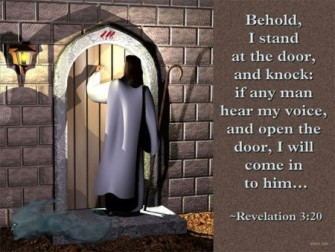 Behold,
I stand
at the door,
and knock:
if any man
hear my voice,
and open the
door, I will
come in
to him...
~Revelation 3:20